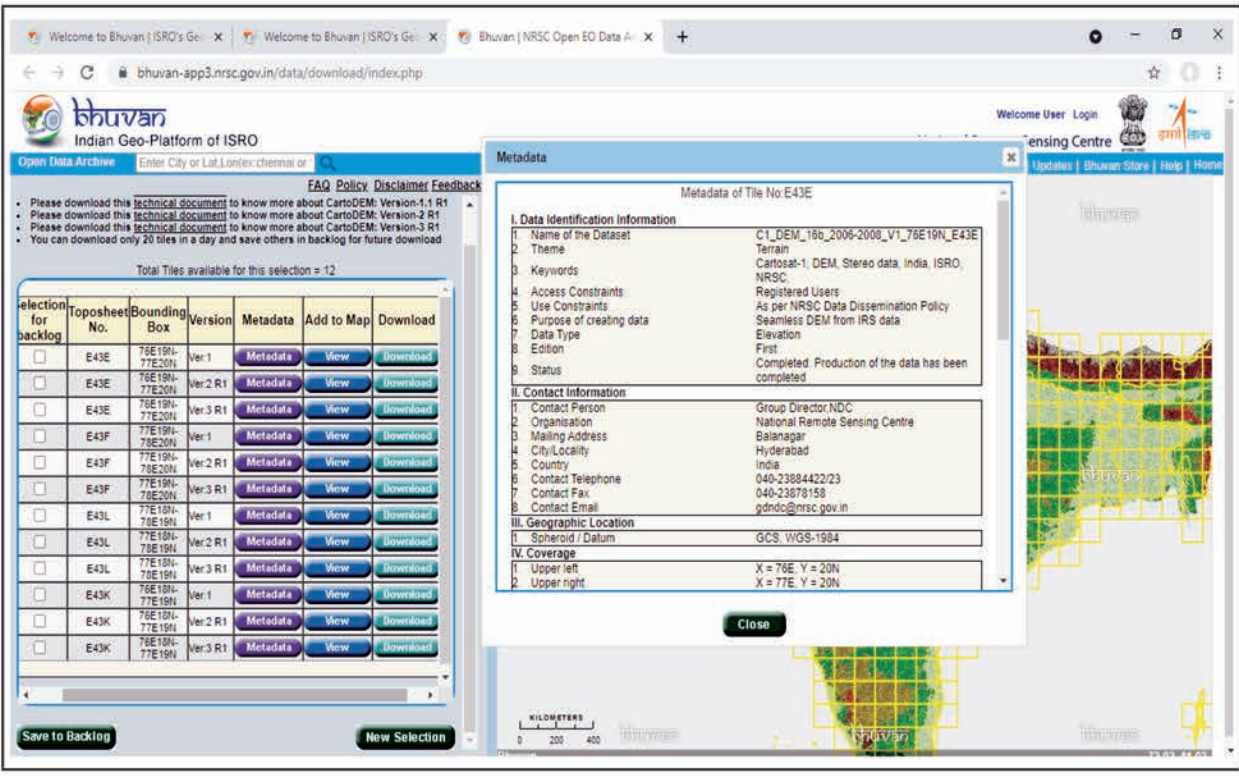 Welcome to Bhuvan | ISRO's Ge
Welcome to Bhuvan | ISRO's Ge
Bhuvan | NRSC Open EO Data A
bhuvan-app3.nrsc.gov.in/data/download/index.php
bhuvan
Indian Geo-Platform of ISRO
Welcome User Login
ensing Centre
इसरो isro
Open Data Archive
Enter City or Lat,Lon(ex:chennai or
Updates | Bhuvan Store | Help | Home
FAQ Policy Disclaimer Feedback
• Please download this technical document to know more about CartoDEM: Version-1.1 R1
• Please download this technical document to know more about CartoDEM: Version-2 R1
• Please download this technical document to know more about CartoDEM: Version-3 R1
• You can download only 20 tiles in a day and save others in backlog for future download
Total Tiles available for this selection = 12
election for backlog Toposheet No. Bounding Box Version Metadata Add to Map Download
E43E 76E19N-77E20N Ver:1 Metadata View Download
E43E 76E19N-77E20N Ver:2 R1 Metadata View Download
E43E 76E19N-77E20N Ver:3 R1 Metadata View Download
E43F 77E19N-78E20N Ver:1 Metadata View Download
E43F 77E19N-78E20N Ver:2 R1 Metadata View Download
E43F 77E19N-78E20N Ver:3 R1 Metadata View Download
E43L 77E18N-78E19N Ver:1 Metadata View Download
E43L 77E18N-78E19N Ver:2 R1 Metadata View Download
E43L 77E18N-78E19N Ver:3 R1 Metadata View Download
E43K 76E18N-77E19N Ver:1 Metadata View Download
E43K 76E18N-77E19N Ver:2 R1 Metadata View Download
E43K 76E18N-77E19N Ver:3 R1 Metadata View Download
Save to Backlog
New Selection
Metadata
Metadata of Tile No:E43E
I. Data Identification Information
1. Name of the Dataset C1_DEM_16b_2006-2008_V1_76E19N_E43E
2 Theme Terrain
3. Keywords Cartosat-1, DEM, Stereo data, India, ISRO,
NRSC,
4. Access Constraints Registered Users
5 Use Constraints As per NRSC Data Dissemination Policy
6. Purpose of creating data Seamless DEM from IRS data
7. Data Type Elevation
8. Edition First
9. Status Completed: Production of the data has been
completed
II. Contact Information
1. Contact Person Group Director,NDC
2. Organisation National Remote Sensing Centre
3. Mailing Address Balanagar
4. City/Locality Hyderabad
5. Country India
6 Contact Telephone 040-23884422/23
7. Contact Fax 040-23878158
8 Contact Email gdndc@nrsc.gov.in
III. Geographic Location
1 Spheroid / Datum GCS, WGS-1984
IV. Coverage
1 Upper left X = 76E, Y = 20N
2. Upper right X = 77E, Y = 20N
Close
bhuvan
bhuvan
KILOMETERS
0 200 400
bhuvan
bhuvan
bhuvan